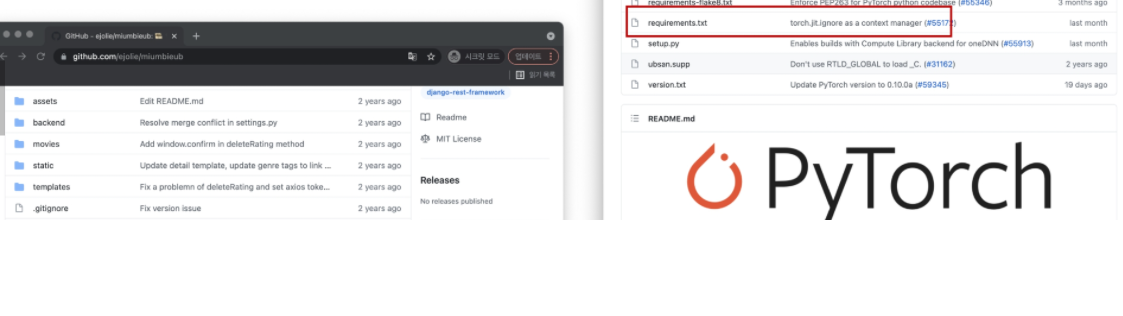 GitHub - ejolie/miumbieub:
github.com/ejolie/miumbieub
시크릿 모드
업데이트
읽기 목록
assets Edit README.md 2 years ago
backend Resolve merge conflict in settings.py 2 years ago
movies Add window.confirm in deleteRating method 2 years ago
static Update detail template, update genre tags to link ... 2 years ago
templates Fix a problemn of deleteRating and set axios toke... 2 years ago
.gitignore Fix version issue 2 years ago
django-rest-framework
Readme
MIT License
Releases
No releases published
requirements-flake8.txt Enforce PEP263 for PyTorch python codebase (#55346) 3 months ago
requirements.txt torch.jit.ignore as a context manager (#55172) last month
setup.py Enables builds with Compute Library backend for oneDNN (#55913) last month
ubsan.supp Don't use RTLD_GLOBAL to load _C. (#31162) 2 years ago
version.txt Update PyTorch version to 0.10.0a (#59345) 19 days ago
README.md
PyTorch